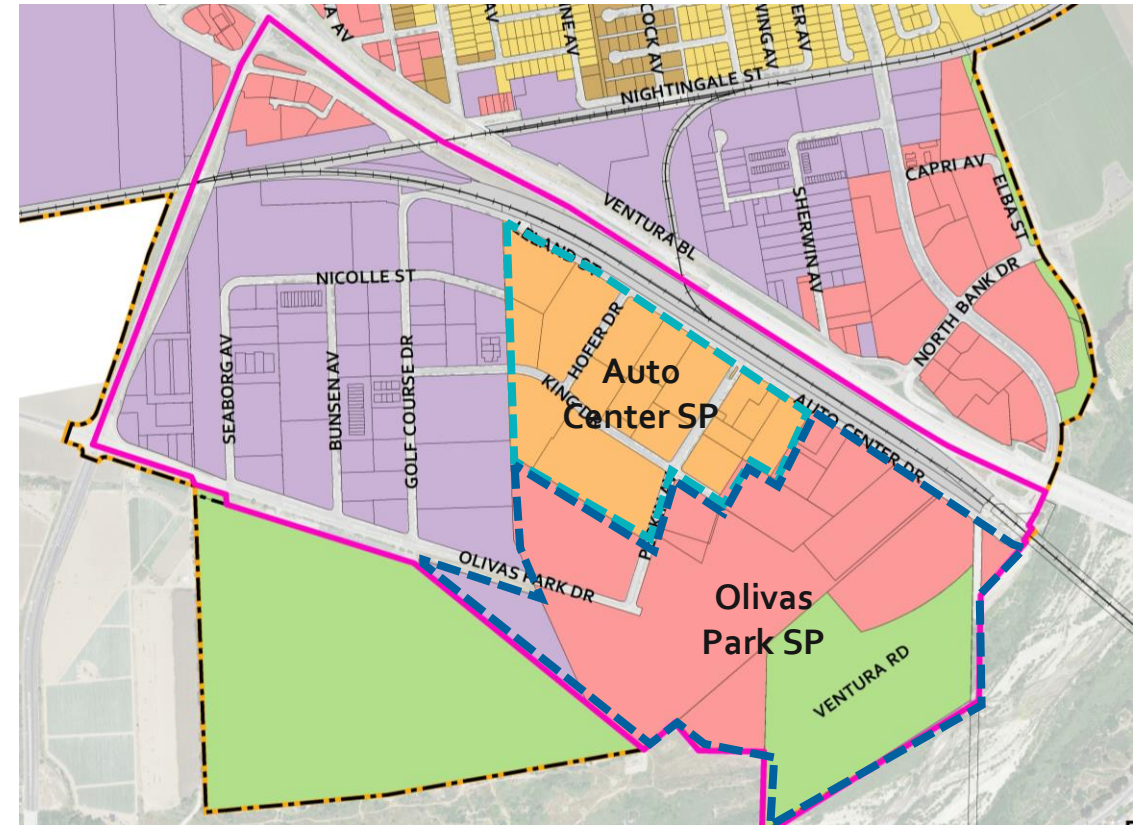 NIGHTINGALE ST
VENTURA BL
CAPRI AV
ELBA ST
SHERWIN AV
NORTH BANK DR
NICOLLE ST
HOFER DR
Auto
Center SP
AUTO CENTER DR
SEABORG AV
BUNSEN AV
GOLF COURSE DR
OLIVAS PARK DR
Olivas
Park SP
VENTURA RD